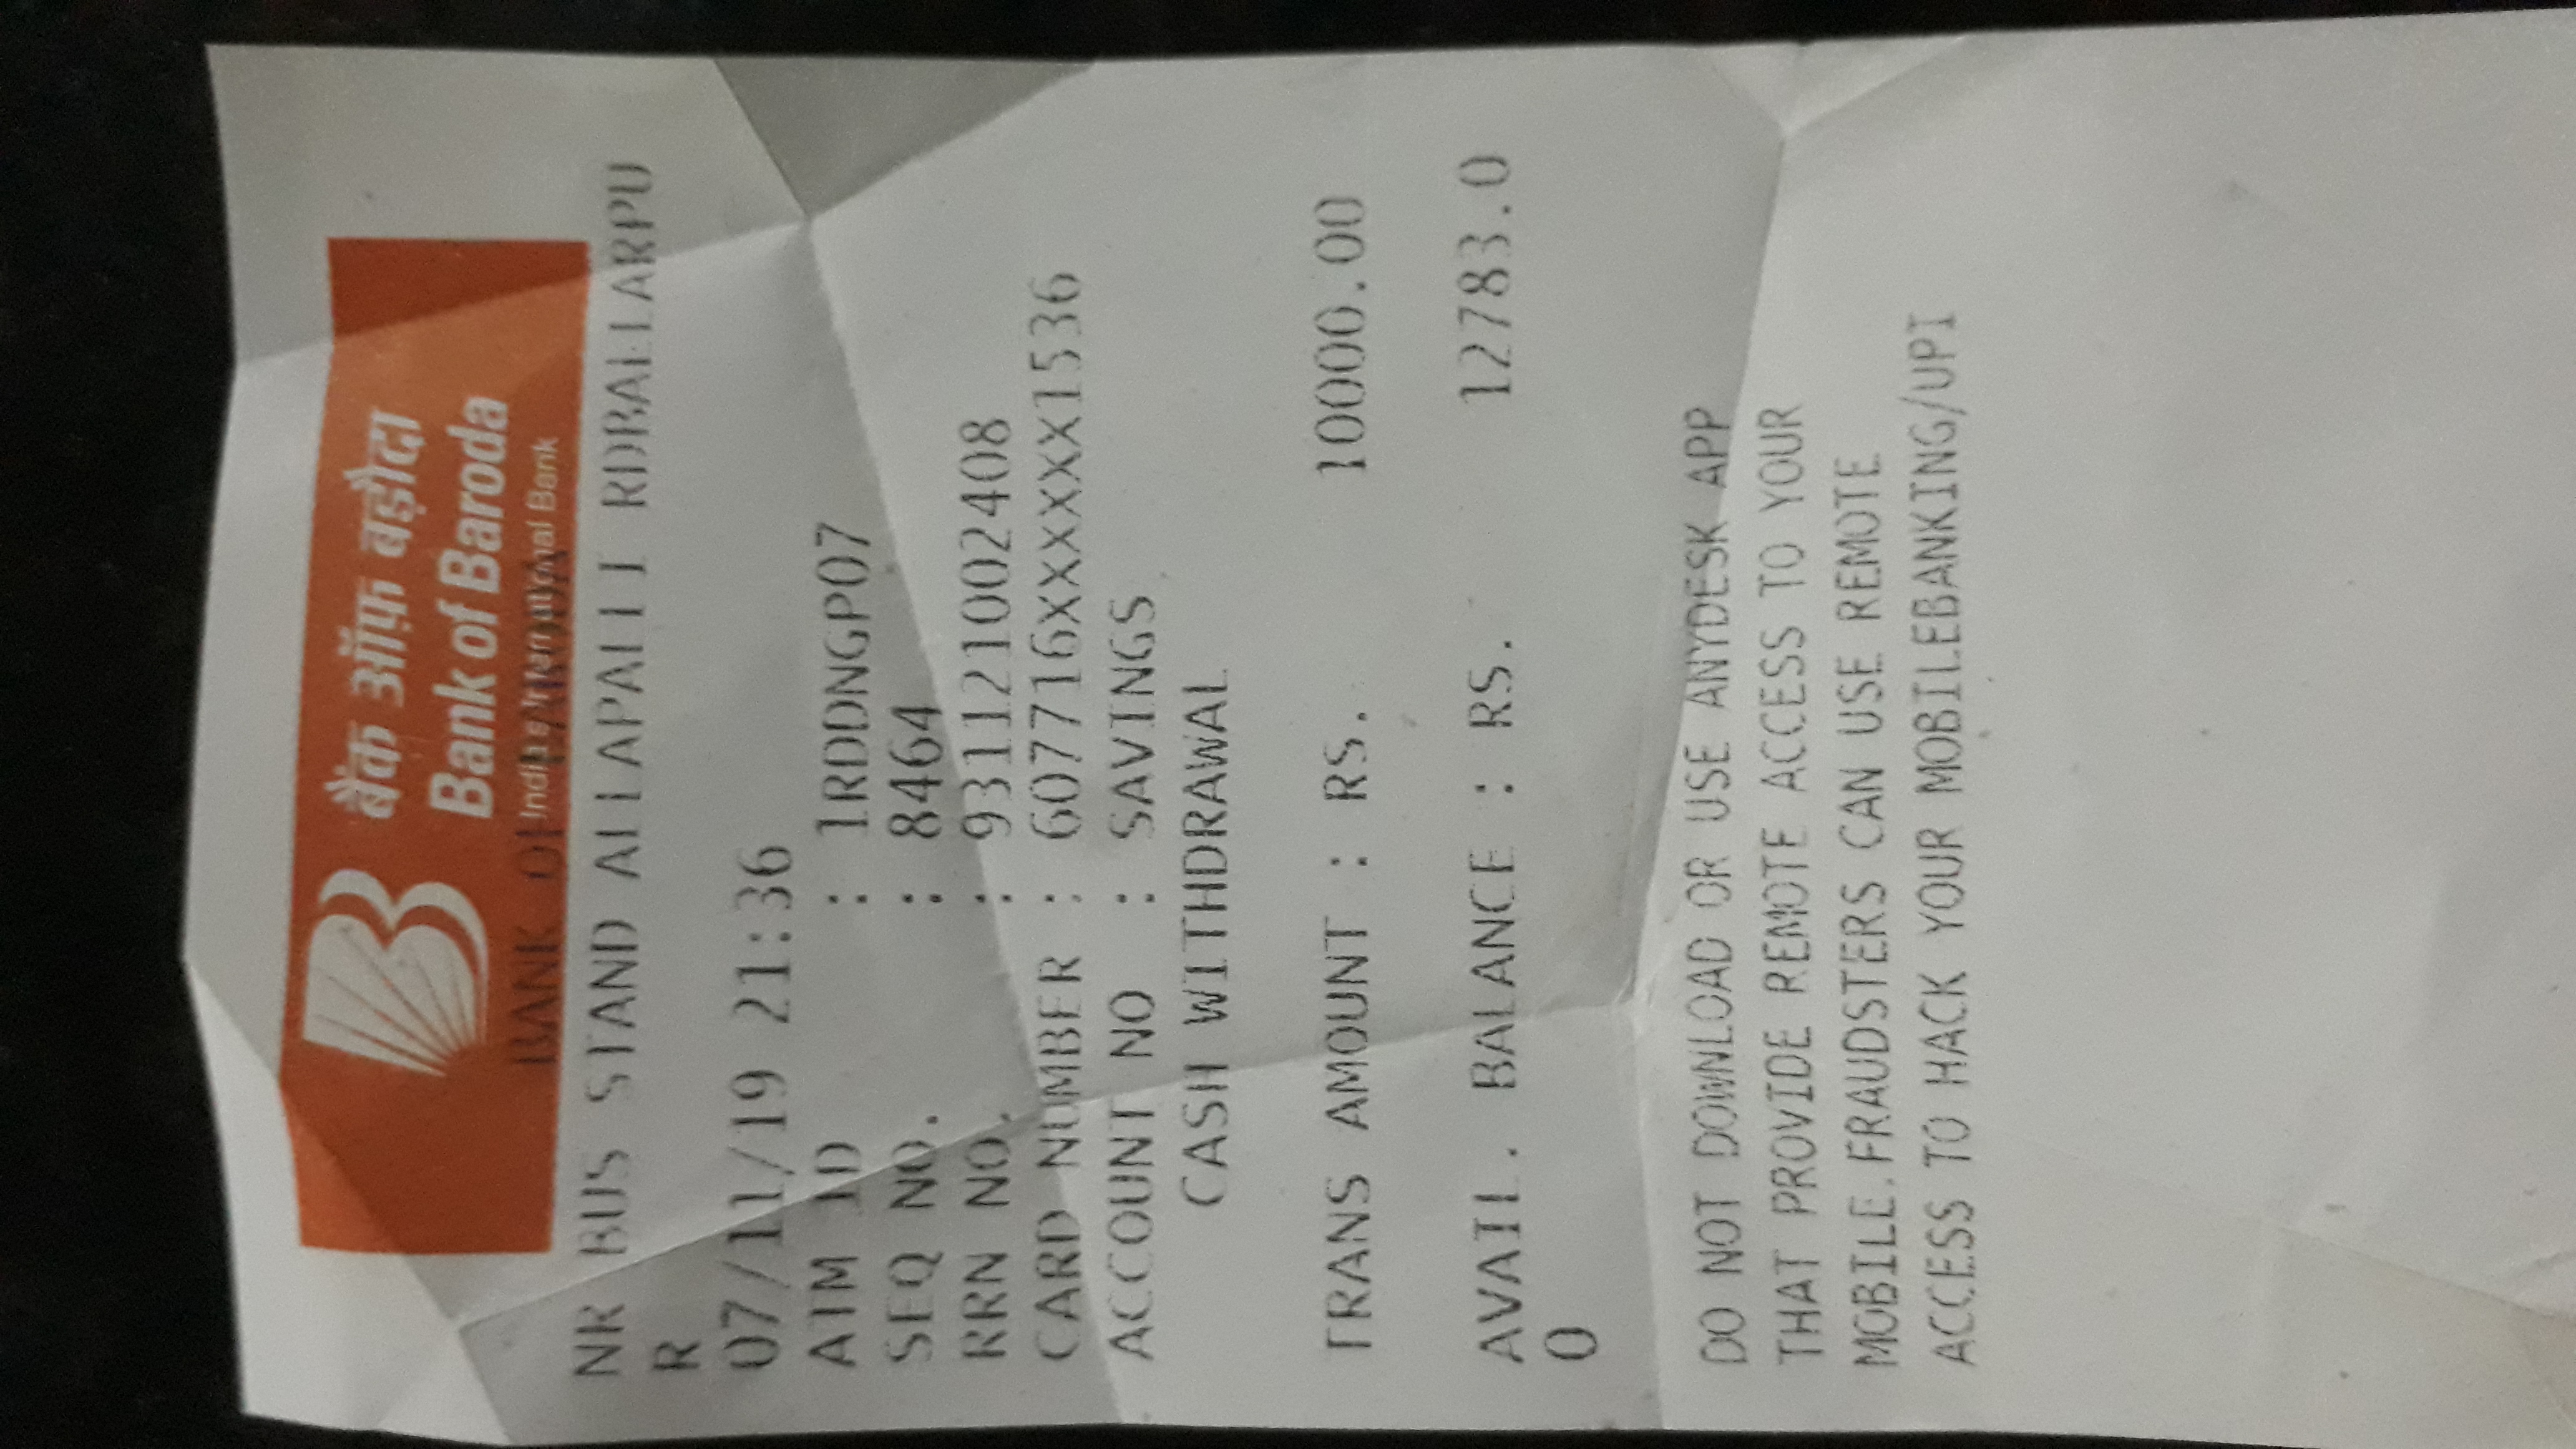 बैंक ऑफ़ बड़ौदा
Bank of Baroda
India's International Bank
BANK OF BARODA
NR BUS STAND ALLAPALLI RDBALLARPU
R
07/11/19 21:36
ATM ID : 1RDDNGP07
SEQ NO. : 8464
RRN NO. : 931121002408
CARD NUMBER : 607716XXXXXX1536
ACCOUNT NO : SAVINGS
CASH WITHDRAWAL
TRANS AMOUNT : RS. 10000.00
AVAIL. BALANCE : RS. 12783.0
0
DO NOT DOWNLOAD OR USE ANYDESK APP
THAT PROVIDE REMOTE ACCESS TO YOUR
MOBILE.FRAUDSTERS CAN USE REMOTE
ACCESS TO HACK YOUR MOBILEBANKING/UPI